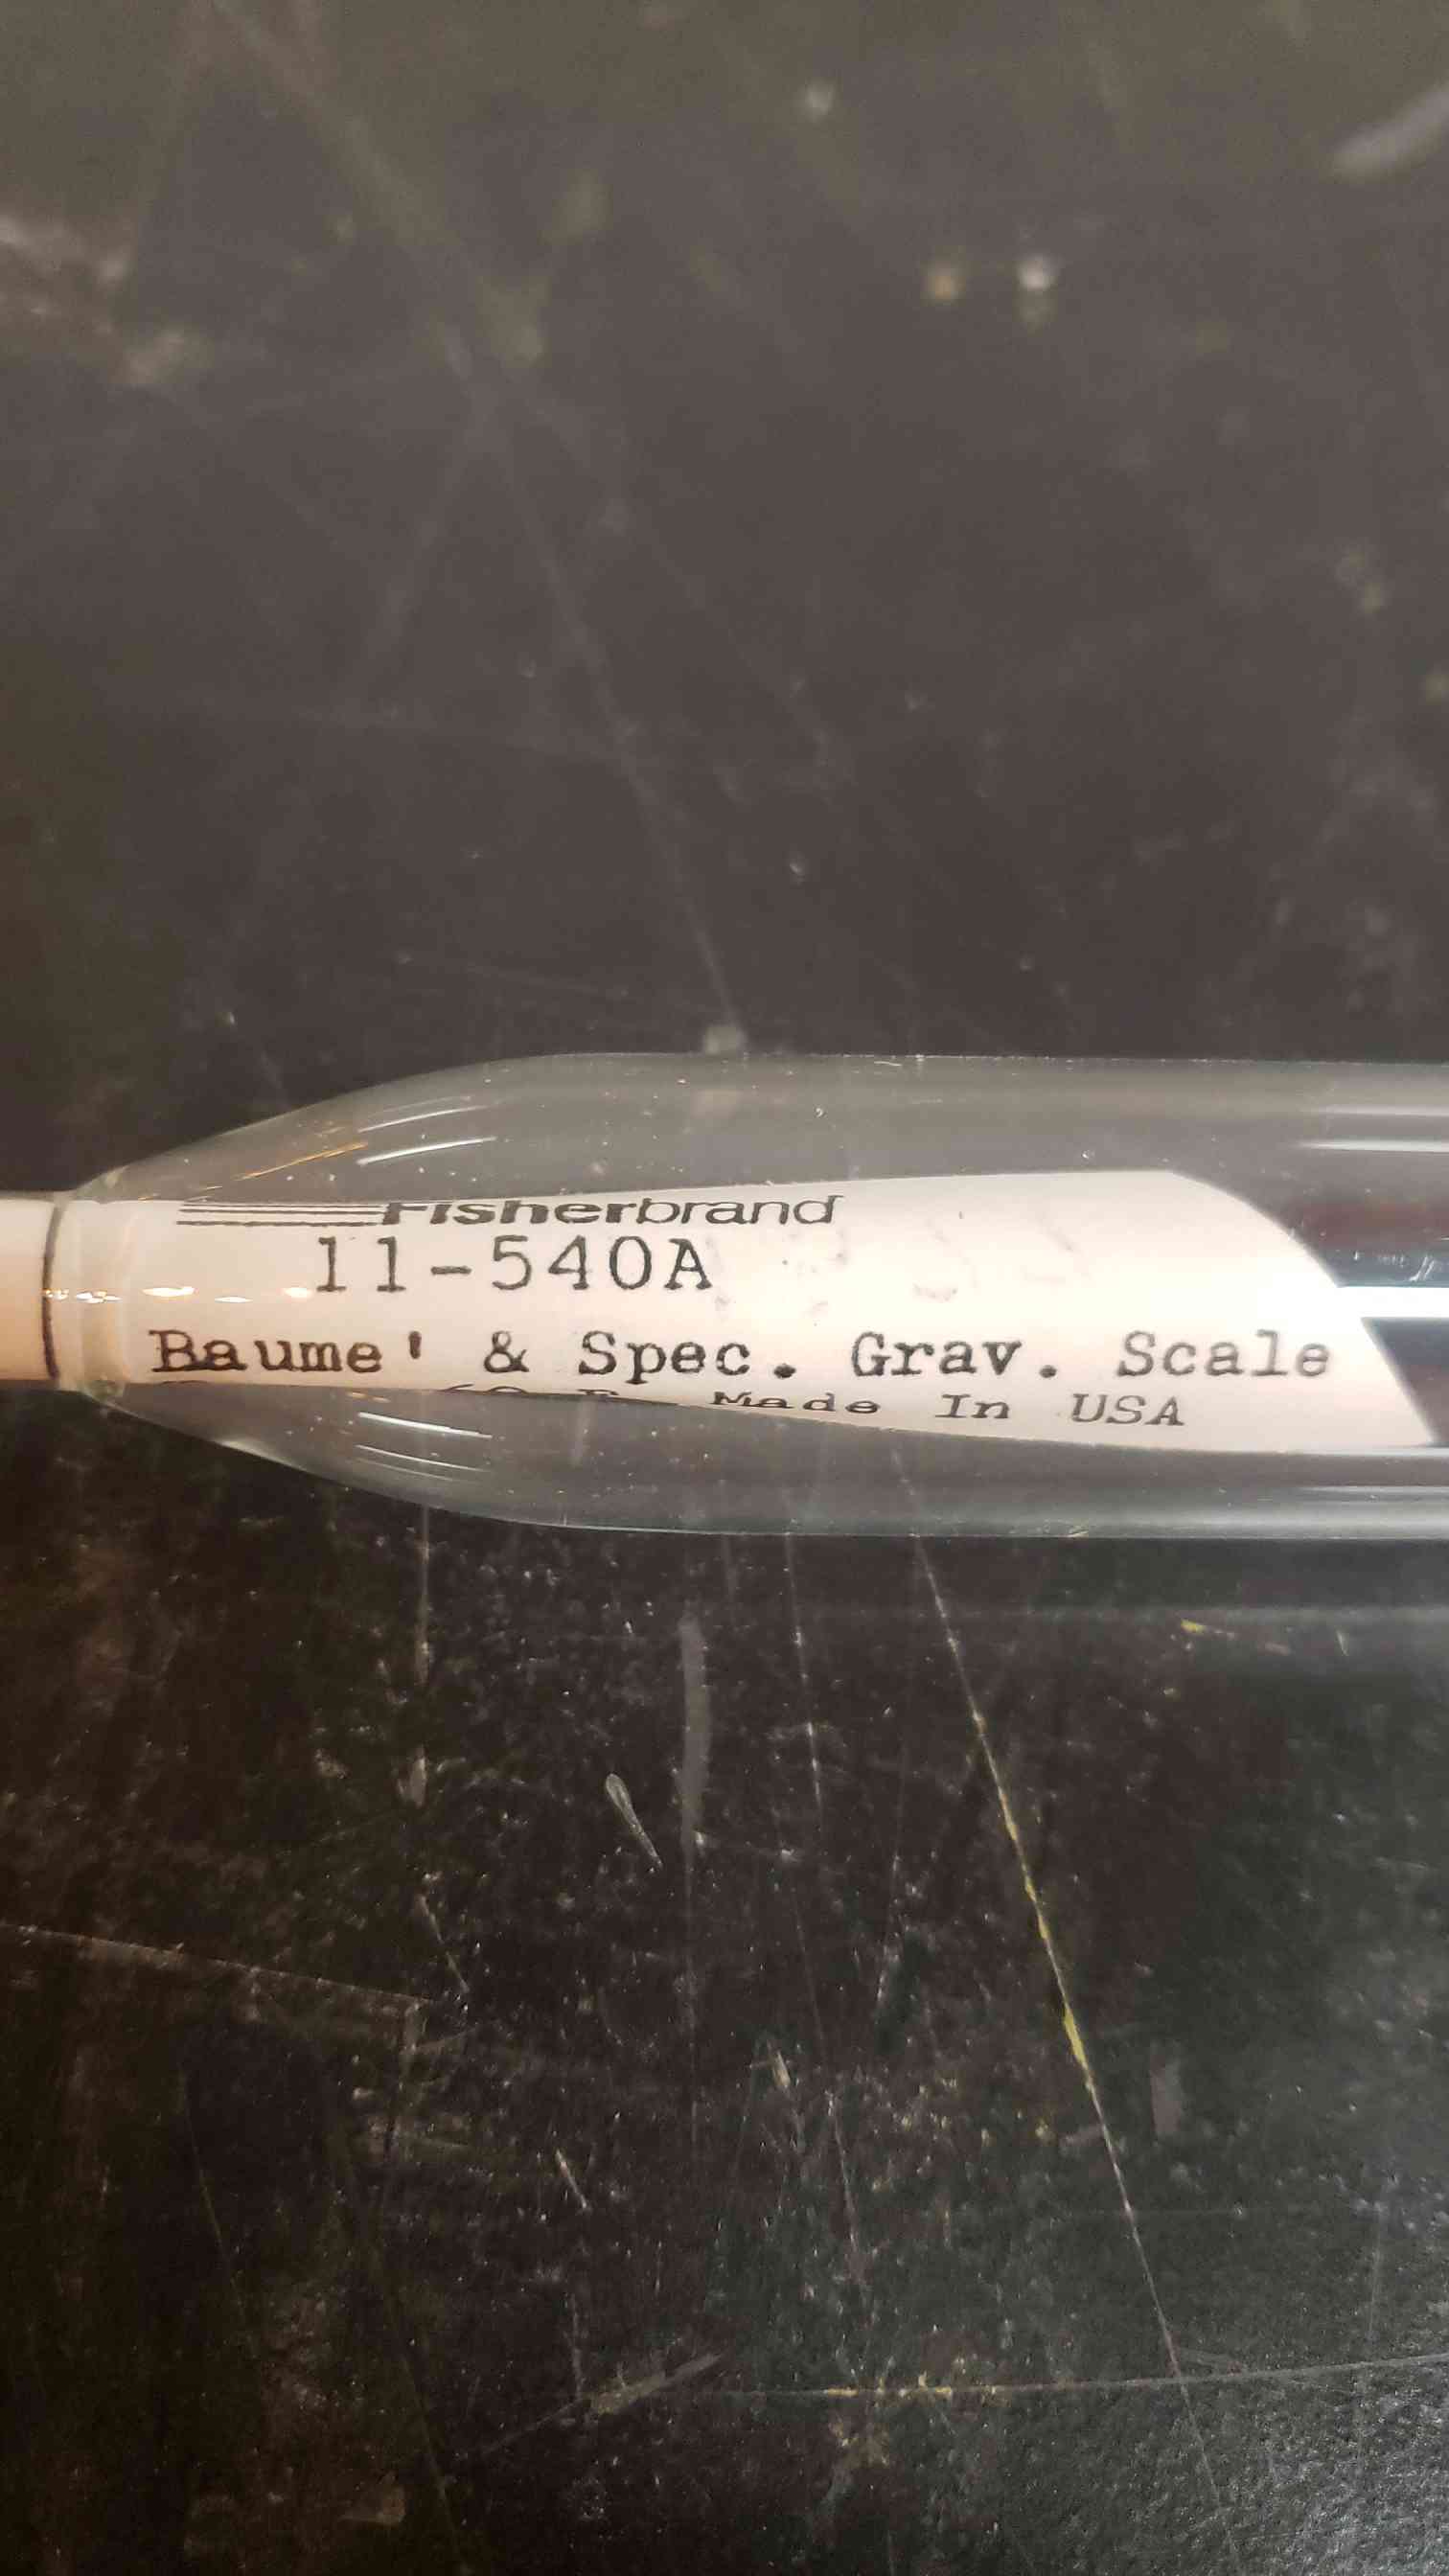 Fisherbrand
11-540A
Baume' & Spec. Grav. Scale
Made In USA